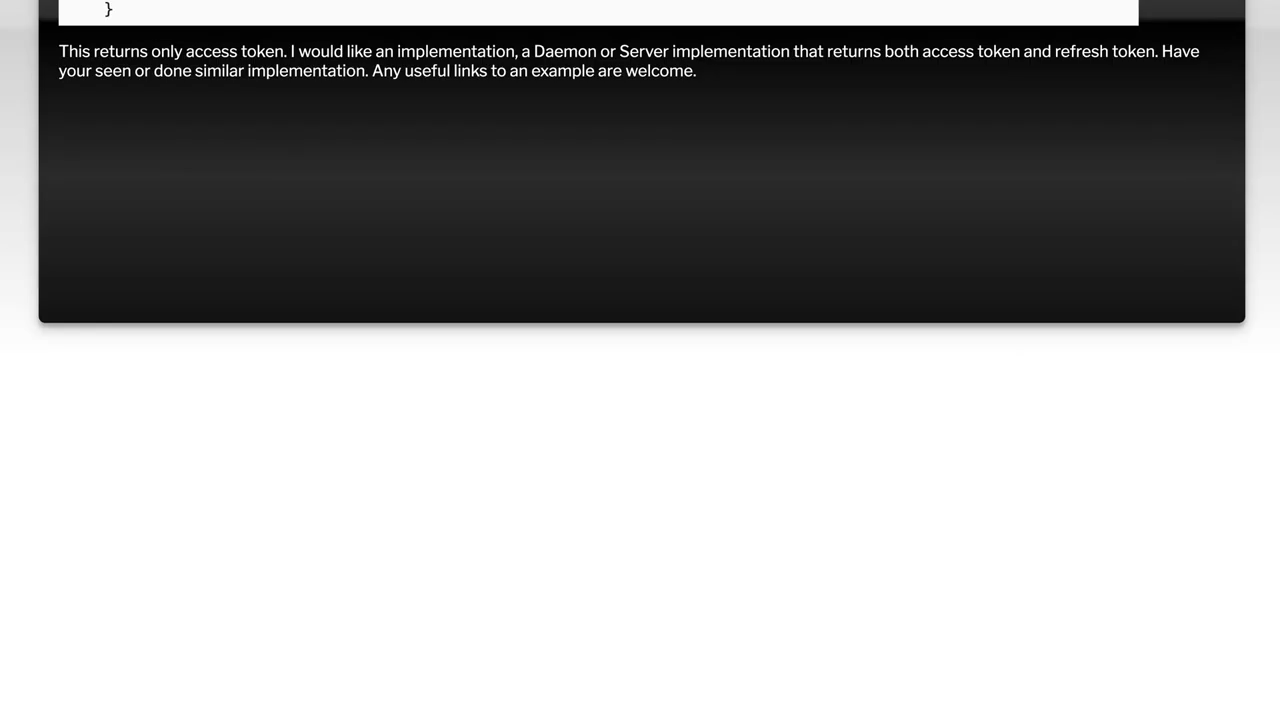 }
This returns only access token. I would like an implementation, a Daemon or Server implementation that returns both access token and refresh token. Have
your seen or done similar implementation. Any useful links to an example are welcome.